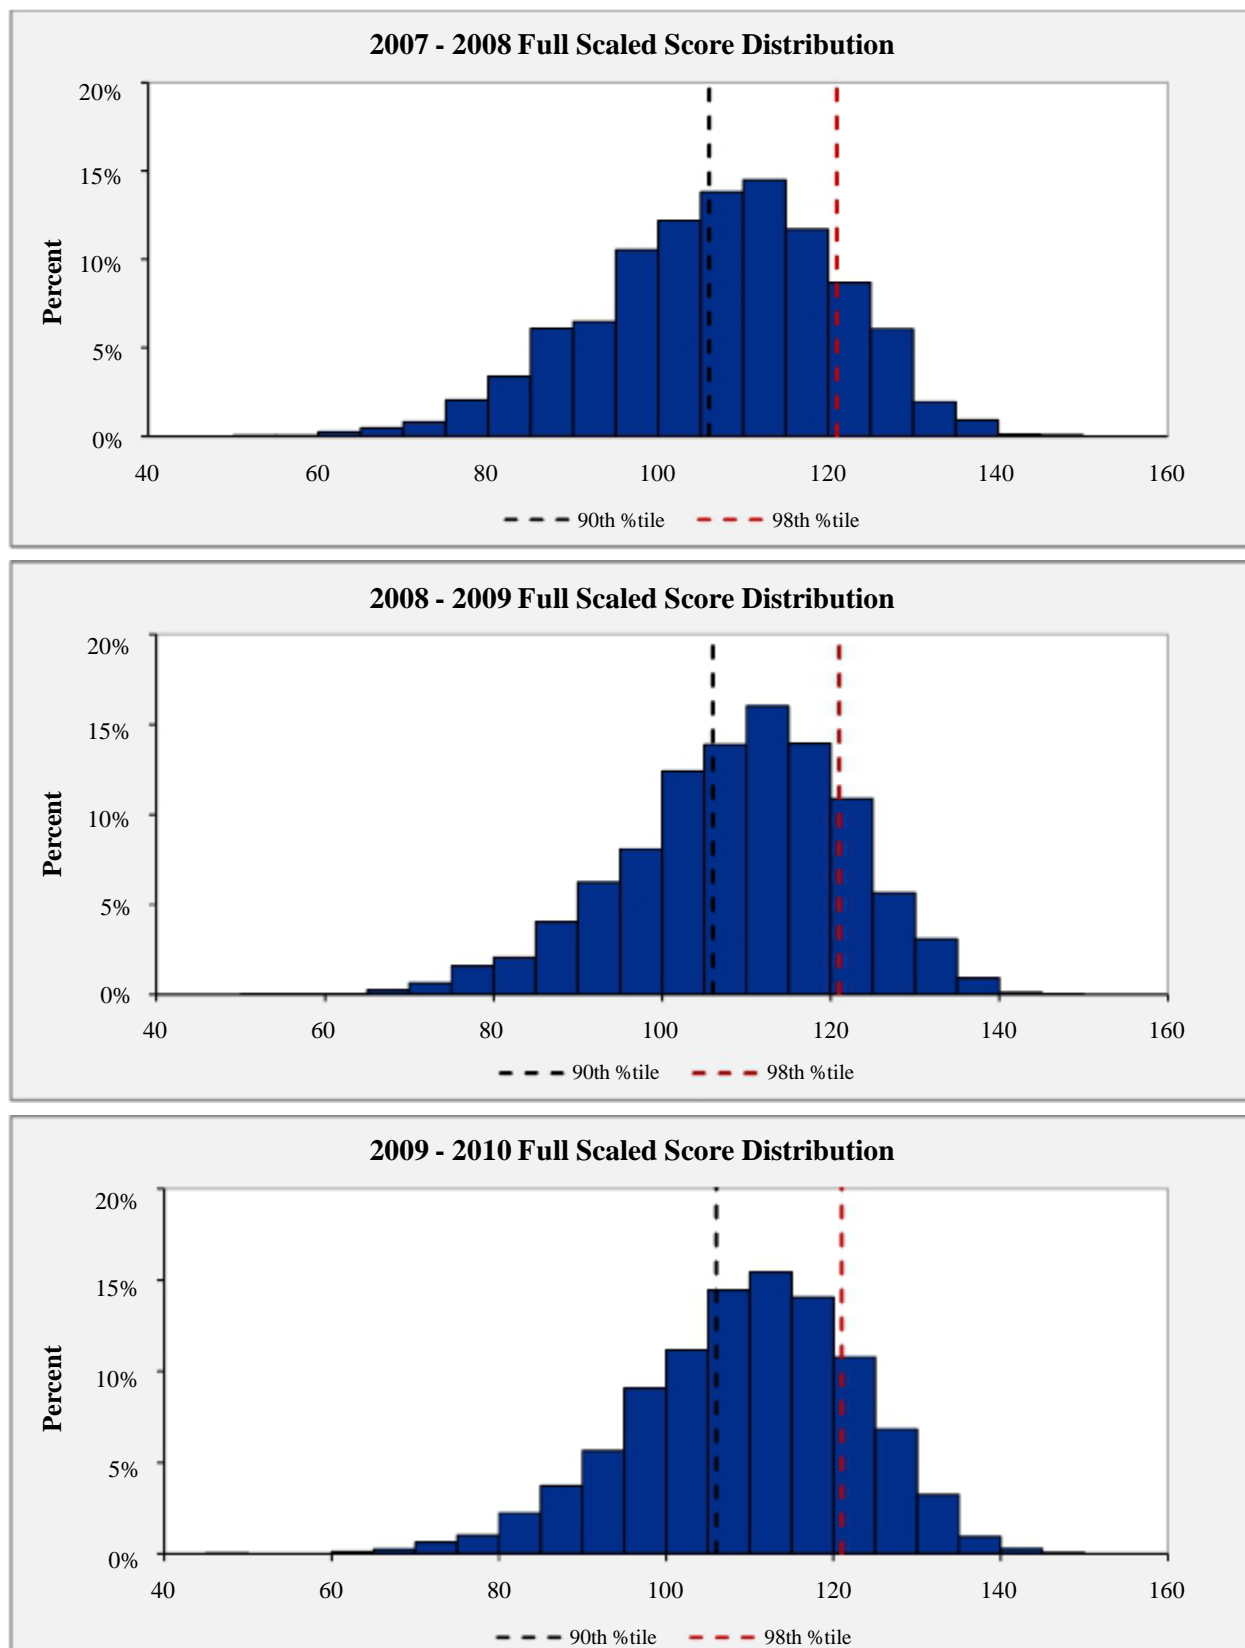 2007 - 2008 Full Scaled Score Distribution
20%
15%
10%
5%
0%
Percent
40 60 80 100 120 140 160
90th %tile 98th %tile
2008 - 2009 Full Scaled Score Distribution
20%
15%
10%
5%
0%
Percent
40 60 80 100 120 140 160
90th %tile 98th %tile
2009 - 2010 Full Scaled Score Distribution
20%
15%
10%
5%
0%
Percent
40 60 80 100 120 140 160
90th %tile 98th %tile